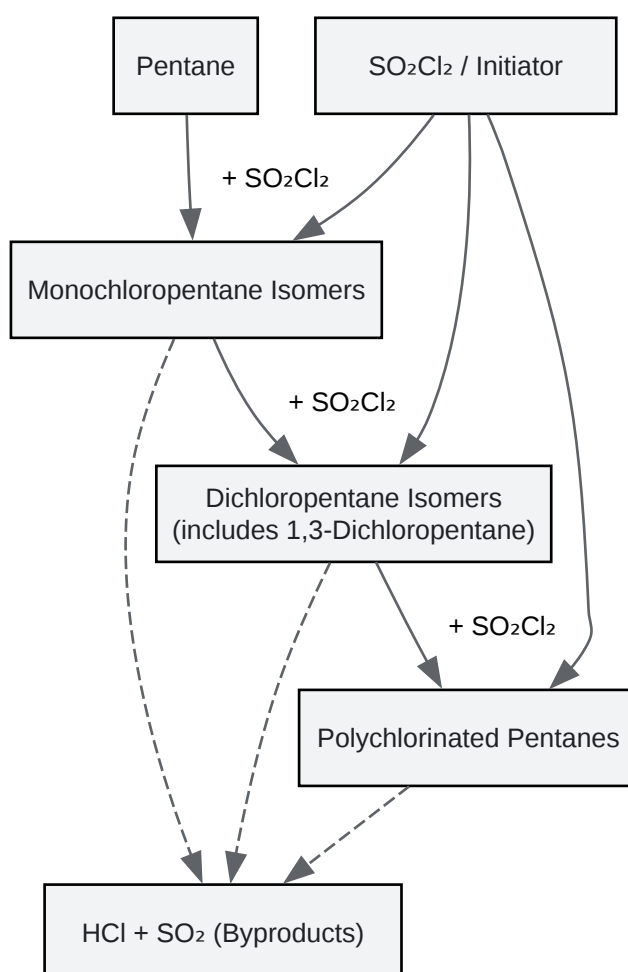 Pentane
SO₂Cl₂ / Initiator
+ SO₂Cl₂
Monochloropentane Isomers
+ SO₂Cl₂
Dichloropentane Isomers
(includes 1,3-Dichloropentane)
+ SO₂Cl₂
Polychlorinated Pentanes
HCl + SO₂ (Byproducts)